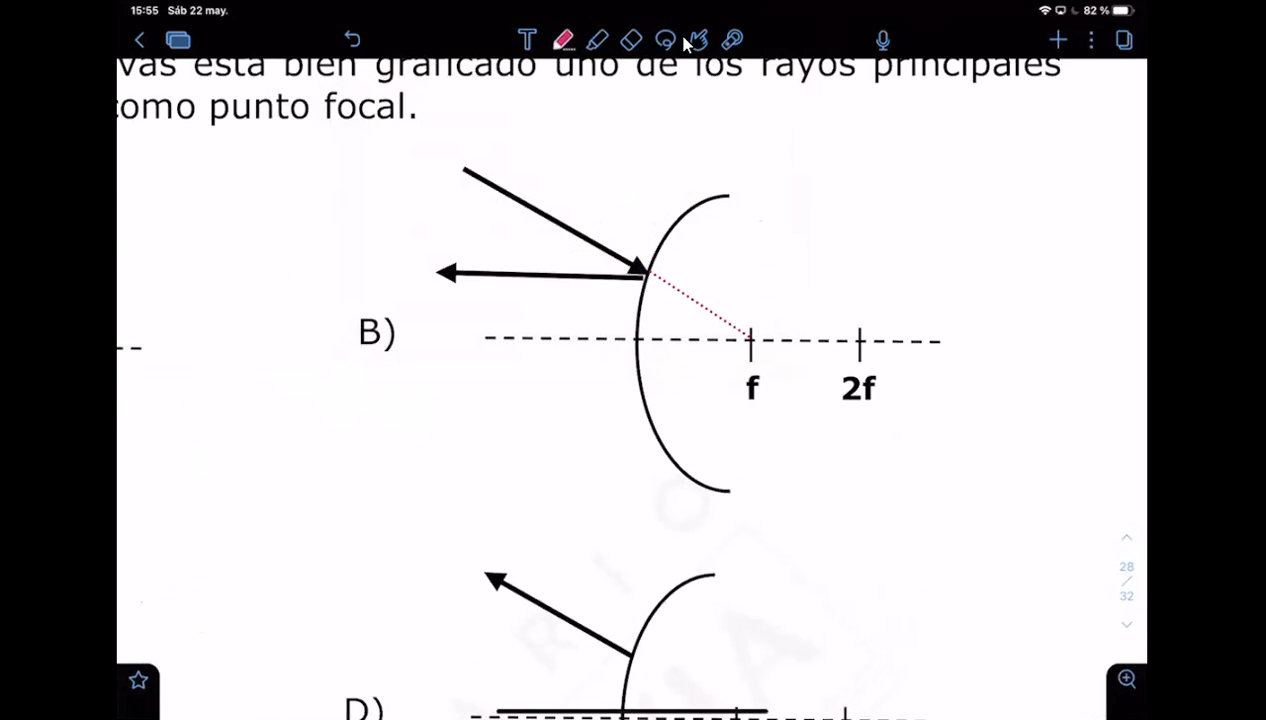 15:55 Sáb 22 may. 82 %
T
vas está bien graficado uno de los rayos principales
como punto focal.
B)
f 2f
28
/
32
D)